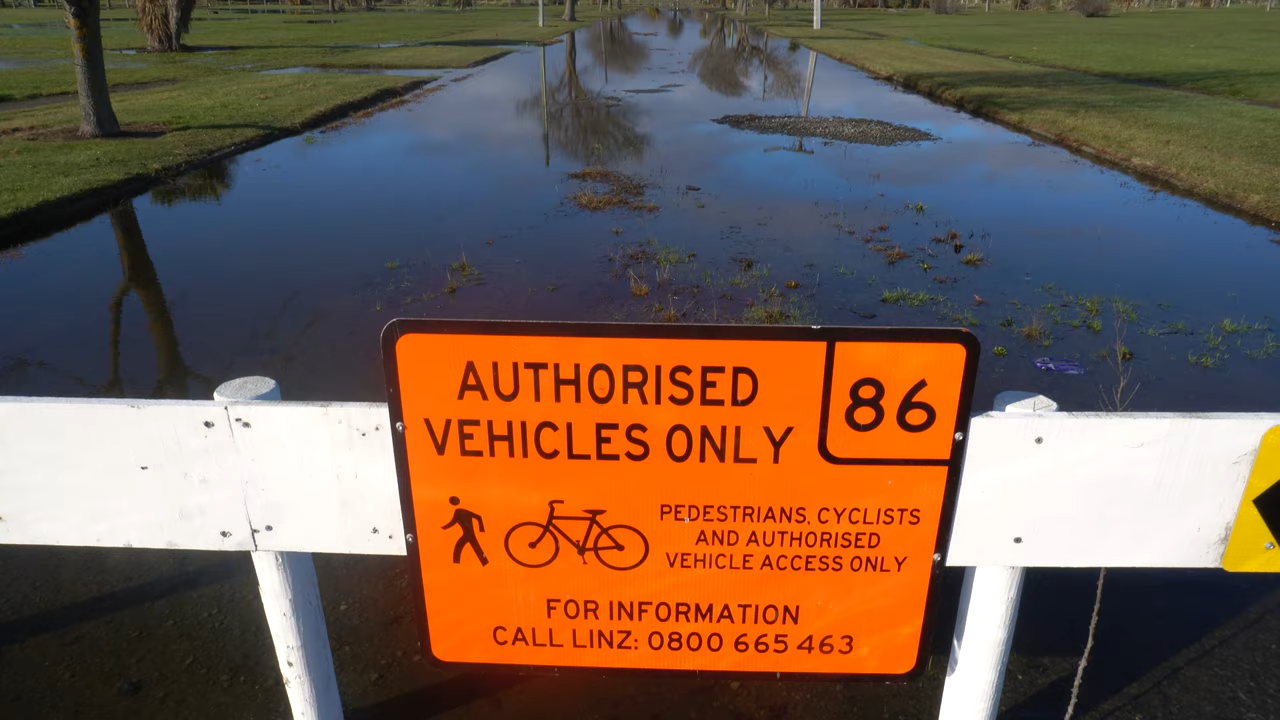 AUTHORISED
VEHICLES ONLY
86
PEDESTRIANS, CYCLISTS
AND AUTHORISED
VEHICLE ACCESS ONLY
FOR INFORMATION
CALL LINZ: 0800 665 463